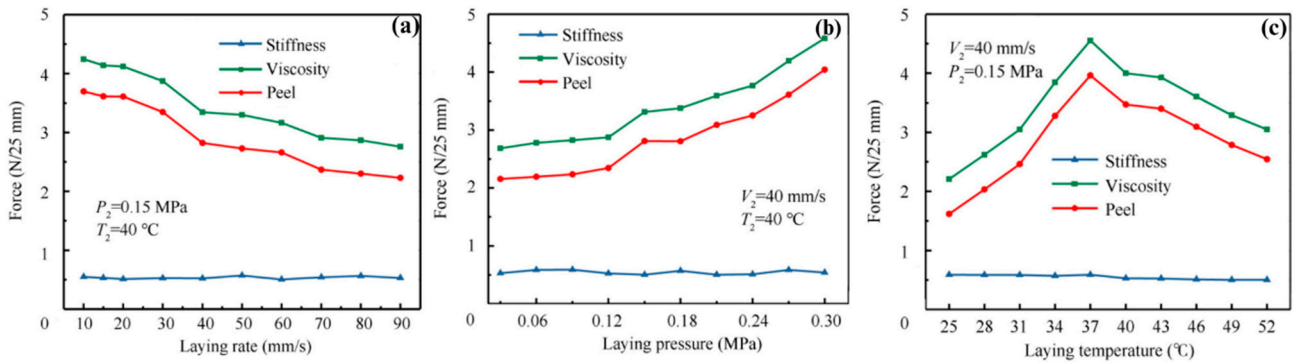 (a)
5
4
3
2
1
0
Force (N/25 mm)
Stiffness
Viscosity
Peel
P₂=0.15 MPa
T₂=40 °C
10 20 30 40 50 60 70 80 90
Laying rate (mm/s)
(b)
5
4
3
2
1
0
Force (N/25 mm)
Stiffness
Viscosity
Peel
V₂=40 mm/s
T₂=40 °C
0.06 0.12 0.18 0.24 0.30
Laying pressure (MPa)
(c)
5
4
3
2
1
0
Force (N/25 mm)
V₂=40 mm/s
P₂=0.15 MPa
Stiffness
Viscosity
Peel
25 28 31 34 37 40 43 46 49 52
Laying temperature (℃)